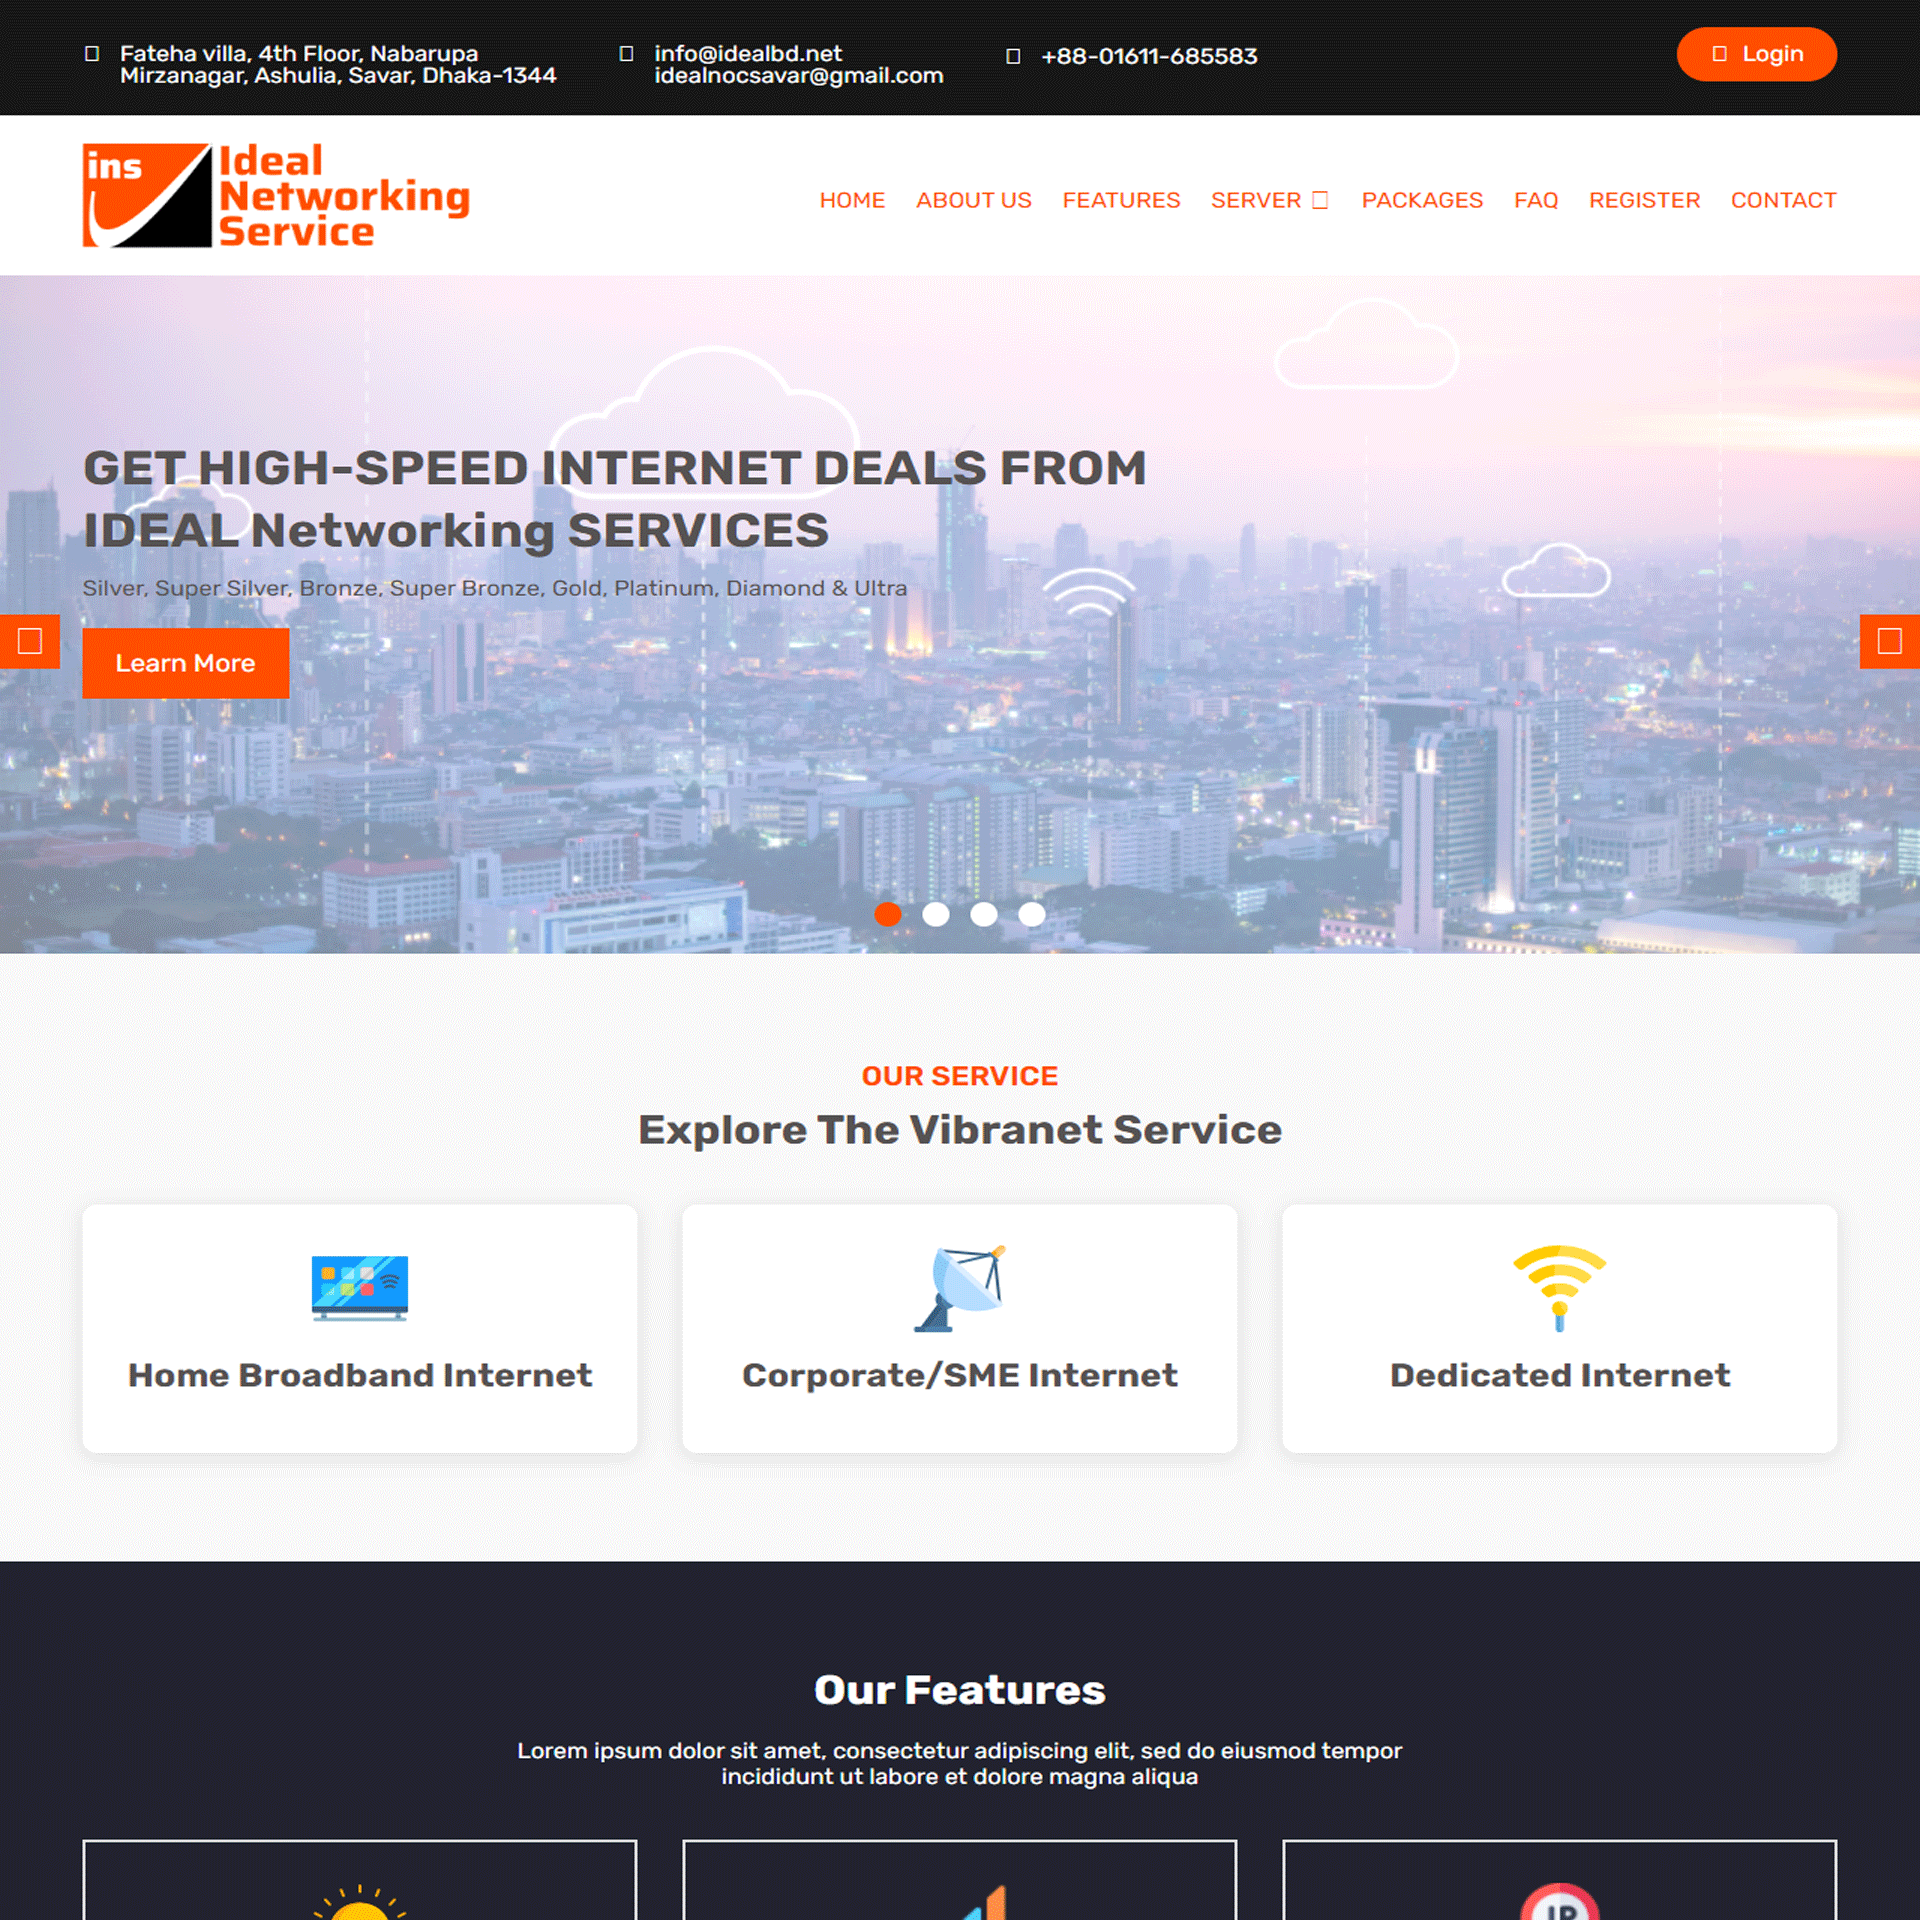 Fateha villa, 4th Floor, Nabarupa
Mirzanagar, Ashulia, Savar, Dhaka-1344
info@idealbd.net
idealnocsavar@gmail.com
+88-01611-685583
Login
ins
Ideal
Networking
Service
HOME ABOUT US FEATURES SERVER PACKAGES FAQ REGISTER CONTACT
GET HIGH-SPEED INTERNET DEALS FROM
IDEAL Networking SERVICES
Silver, Super Silver, Bronze, Super Bronze, Gold, Platinum, Diamond & Ultra
Learn More
OUR SERVICE
Explore The Vibranet Service
Home Broadband Internet
Corporate/SME Internet
Dedicated Internet
Our Features
Lorem ipsum dolor sit amet, consectetur adipiscing elit, sed do eiusmod tempor
incididunt ut labore et dolore magna aliqua
IP